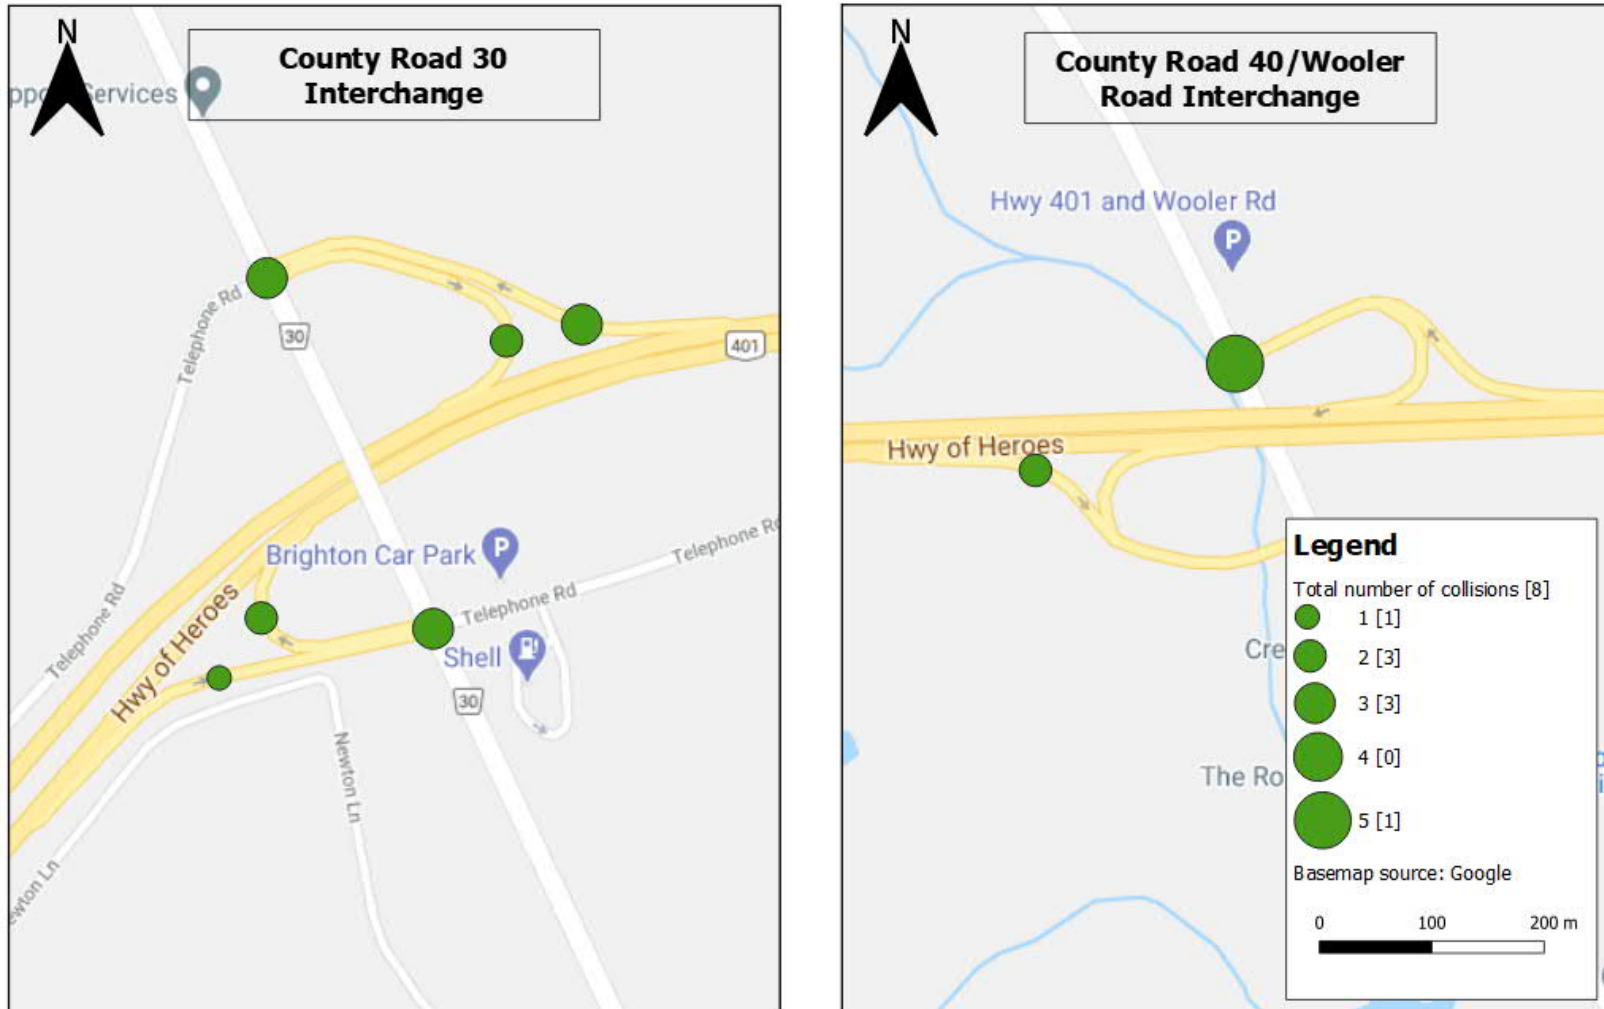 N
County Road 30
Interchange
Services
30
Telephone Rd
401
Brighton Car Park
P
Telephone Rd
Telephone Rd
Telephone Rd
Hwy of Heroes
Shell
30
Newton Ln
N
County Road 40/Wooler
Road Interchange
Hwy 401 and Wooler Rd
P
Hwy of Heroes
Legend
Total number of collisions [8]
1 [1]
2 [3]
3 [3]
4 [0]
5 [1]
Cre
The Ro
Basemap source: Google
0 100 200 m